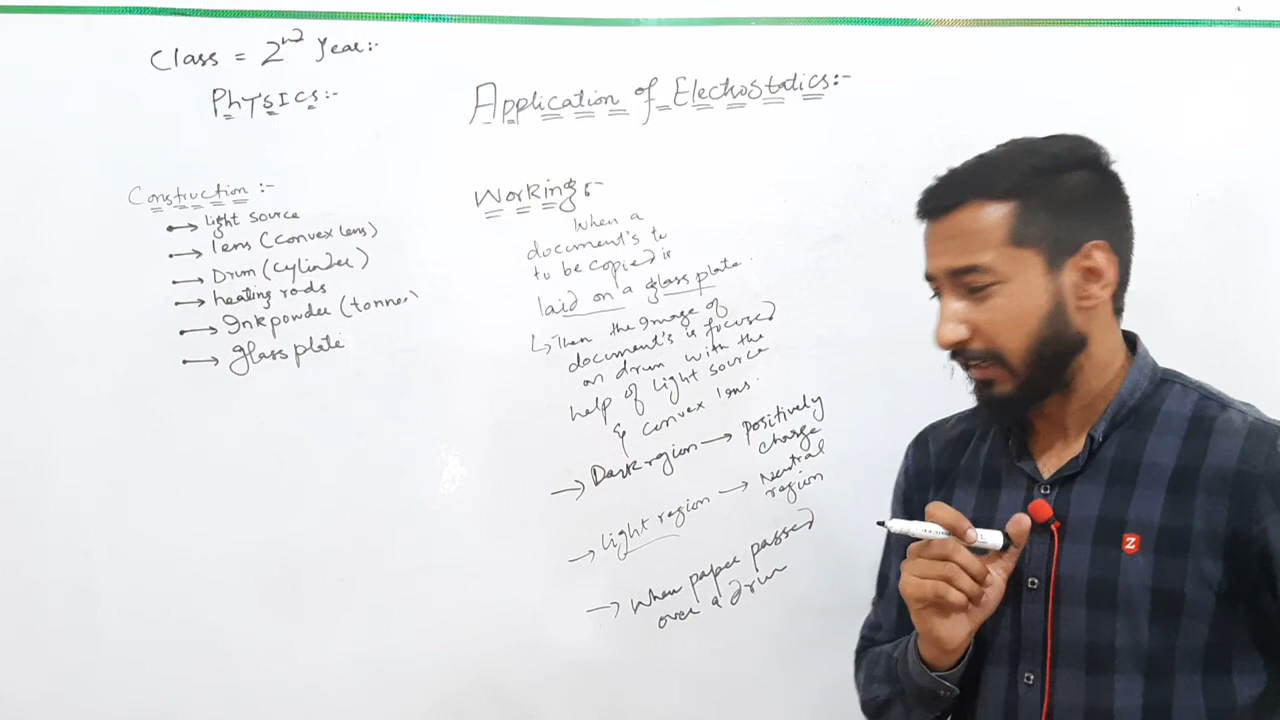 Class = 2nd Year:-
PhYSICs:-
Application of Electrostatics:-
Construction :-
light source
lens (convex lens)
Drum (cylinder)
heating rods
Ink powder (tonner)
glass plate
Working:-
When a
document's to
to be copied is
laid on a glass plate.
Then the Image of
document's is focused
on drum with the
help of light source
& convex lens.
Dark region → positively
charge
light region → Neutral
region
→ When paper passed
over a drum
Z